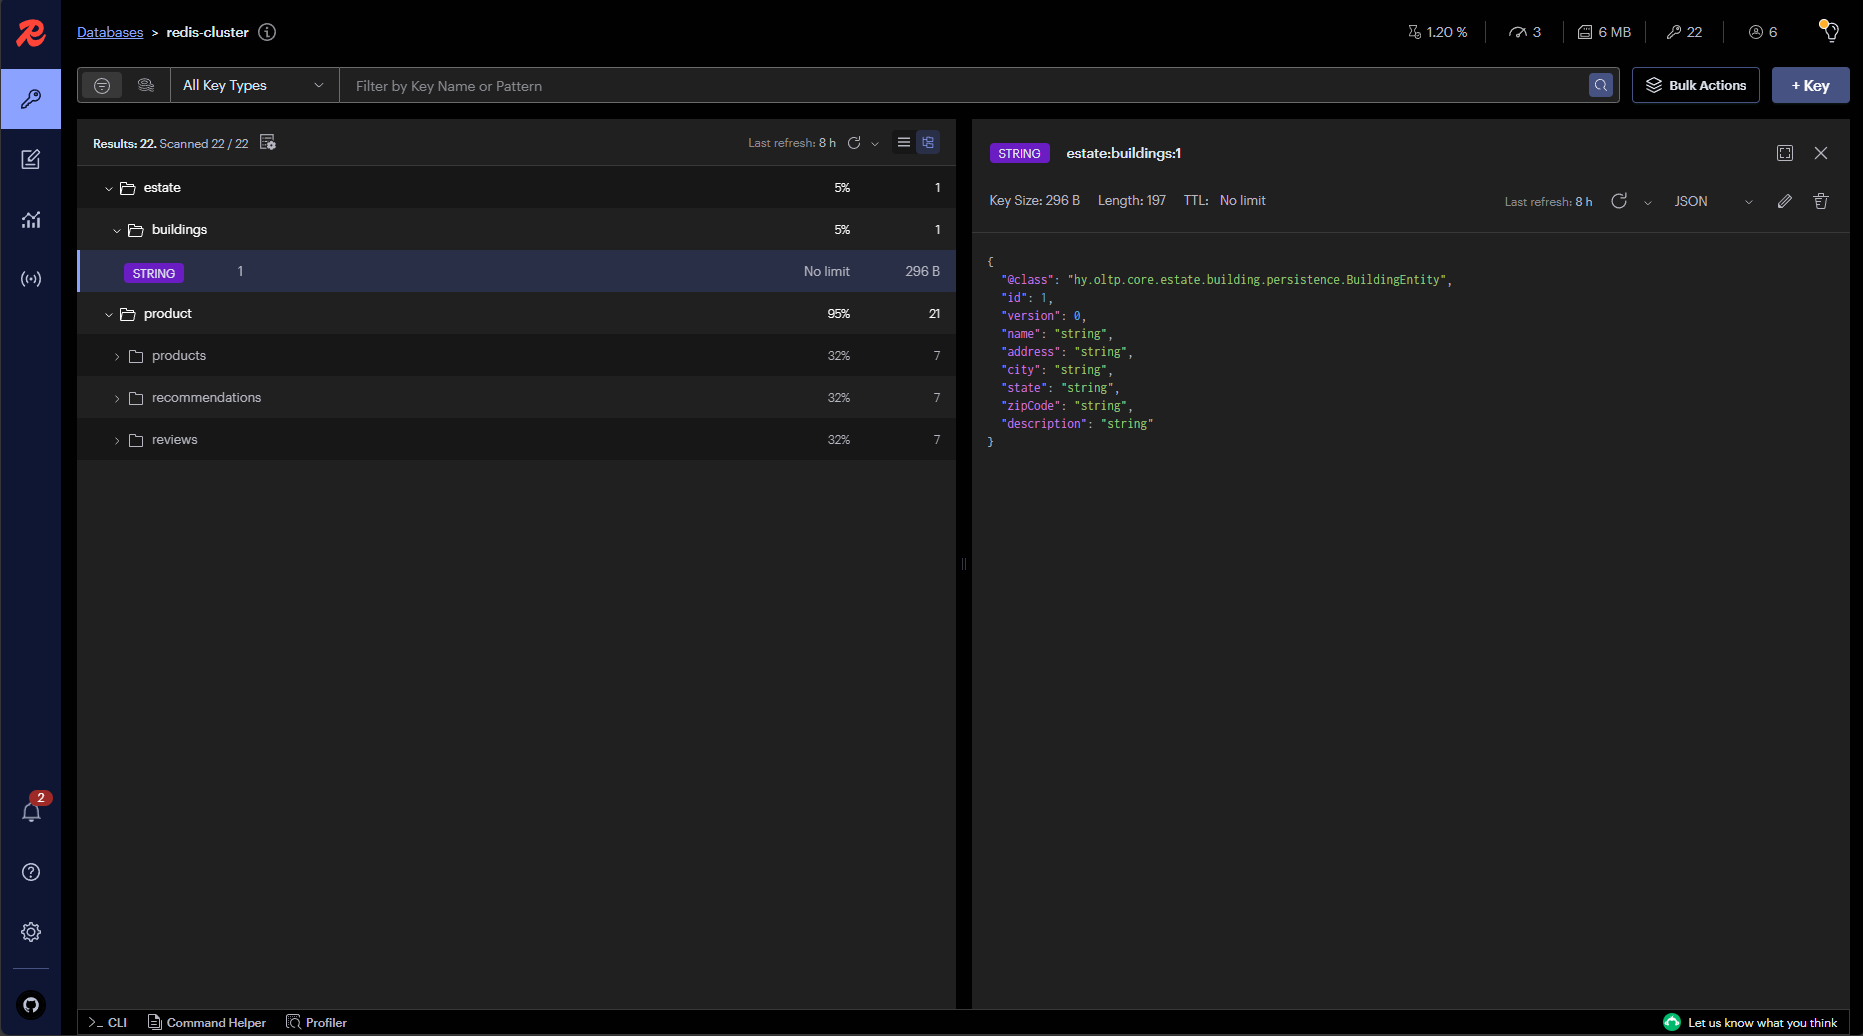 Databases > redis-cluster
1.20 %
3
6 MB
22
6
All Key Types
Filter by Key Name or Pattern
Bulk Actions
+ Key
Results: 22. Scanned 22 / 22
Last refresh: 8 h
estate 5% 1
buildings 5% 1
STRING 1 No limit 296 B
product 95% 21
products 32% 7
recommendations 32% 7
reviews 32% 7
STRING estate:buildings:1
Key Size: 296 B Length: 197 TTL: No limit
Last refresh: 8 h
JSON
{
"@class": "hy.oltp.core.estate.building.persistence.BuildingEntity",
"id": 1,
"version": 0,
"name": "string",
"address": "string",
"city": "string",
"state": "string",
"zipCode": "string",
"description": "string"
}
2
>_ CLI
Command Helper
Profiler
Let us know what you think